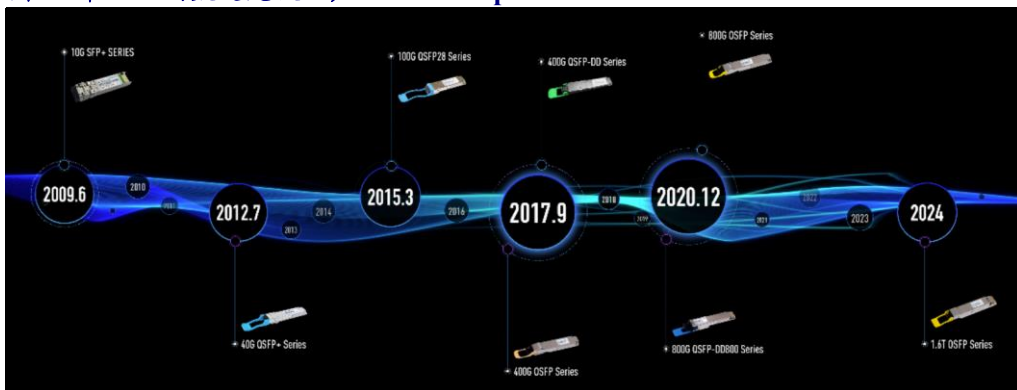 10G SFP+ SERIES
100G QSFP28 Series
400G QSFP-DD Series
800G OSFP Series
2009.6
2010
2012.7
2013
2014
2015.3
2016
2017.9
2018
2019
2020.12
2021
2022
2023
2024
40G QSFP+ Series
400G OSFP Series
800G QSFP-DD800 Series
1.6T OSFP Series